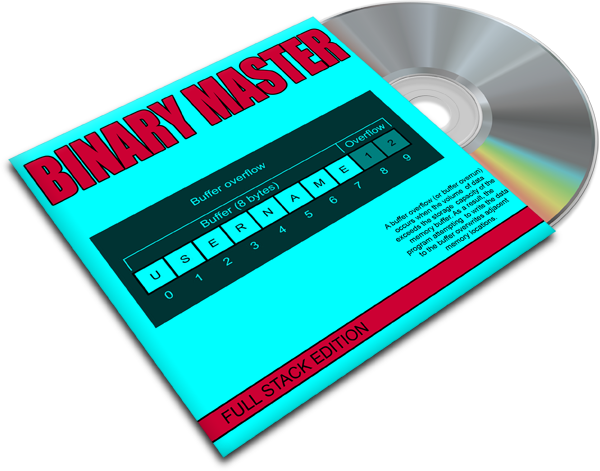 BINARY MASTER
Buffer overflow
Buffer (8 bytes)
Overflow
U S E R N A M E 1 2
0 1 2 3 4 5 6 7 8 9
A buffer overflow (or buffer overrun)
occurs when the volume of data
exceeds the storage capacity of the
memory buffer. As a result, the
program attempting to write the data
to the buffer overwrites adjacent
memory locations.
FULL STACK EDITION